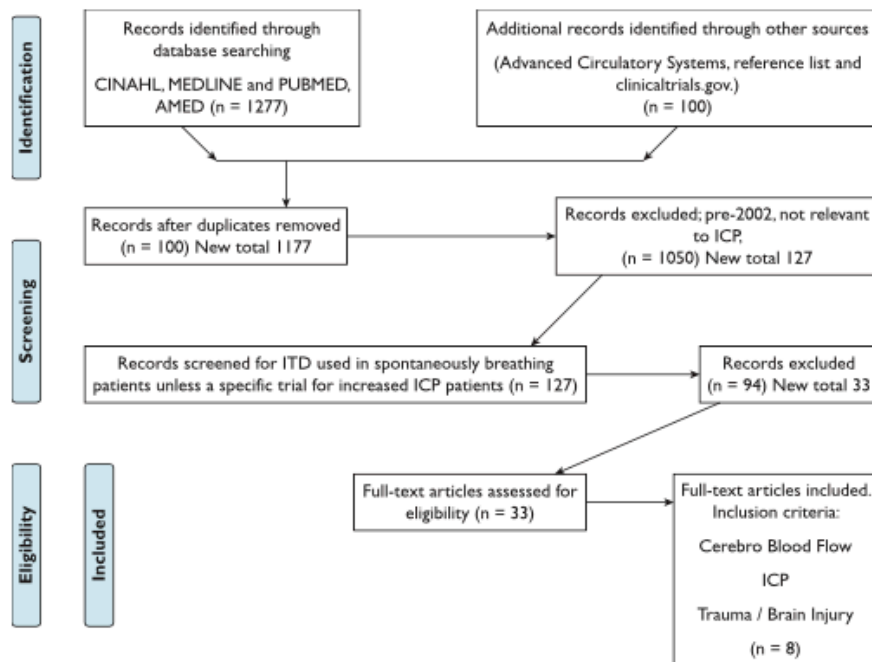 Identification
Records identified through
database searching
CINAHL, MEDLINE and PUBMED,
AMED (n = 1277)
Additional records identified through other sources
(Advanced Circulatory Systems, reference list and
clinicaltrials.gov.)
(n = 100)
Screening
Records after duplicates removed
(n = 100) New total 1177
Records excluded; pre-2002, not relevant
to ICP,
(n = 1050) New total 127
Records screened for ITD used in spontaneously breathing
patients unless a specific trial for increased ICP patients (n = 127)
Records excluded
(n = 94) New total 33
Eligibility
Included
Full-text articles assessed for
eligibility (n = 33)
Full-text articles included.
Inclusion criteria:
Cerebro Blood Flow
ICP
Trauma / Brain Injury
(n = 8)